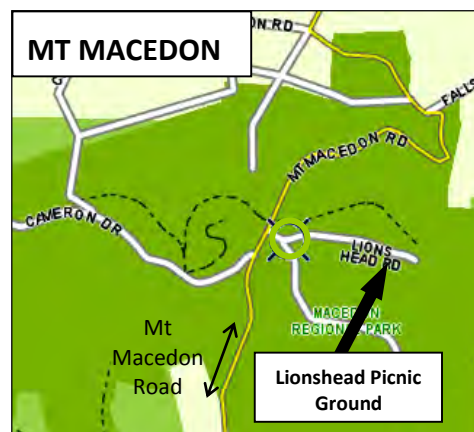 MT MACEDON
ON RD
G
FALLS
MT MACEDON RD
CAMERON DR
LIONS
HEAD RD
MACEDON
REGIONAL PARK
Mt
Macedon
Road
Lionshead Picnic
Ground